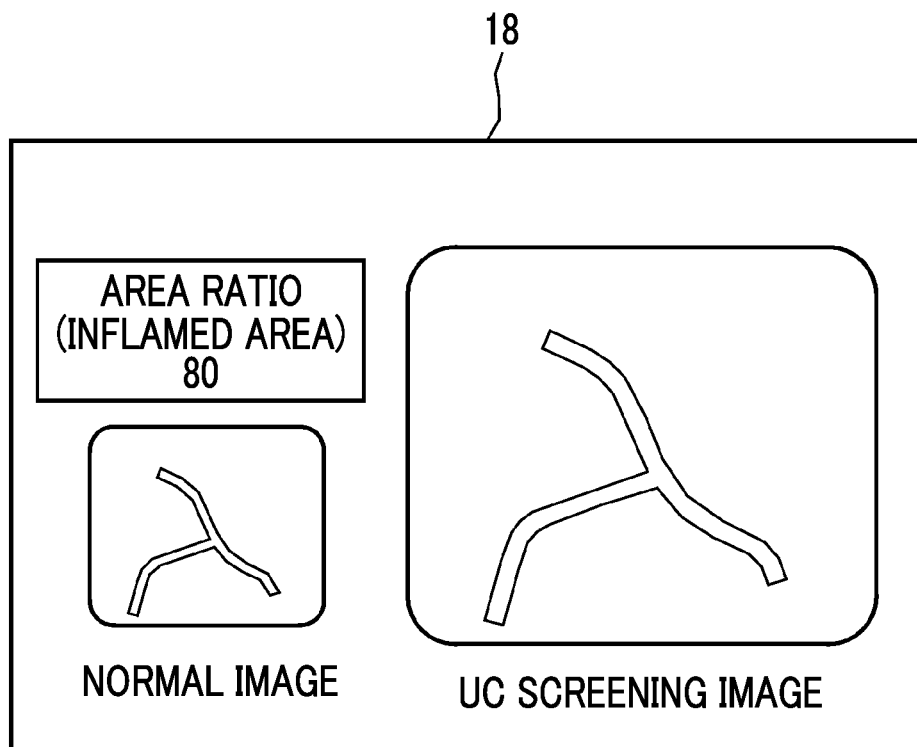 18
AREA RATIO
(INFLAMED AREA)
80
NORMAL IMAGE
UC SCREENING IMAGE